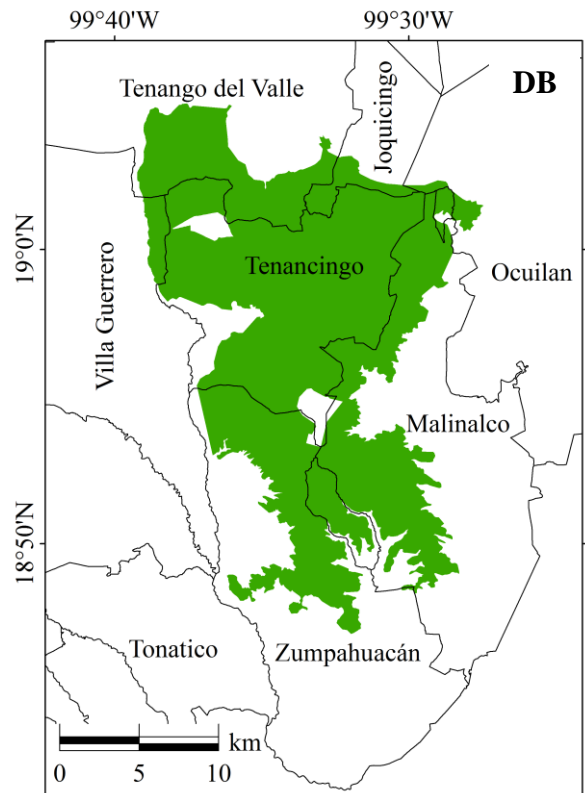 99°40'W
99°30'W
Tenango del Valle
Joquicingo
DB
19°0'N
Tenancingo
Ocuilan
Villa Guerrero
Malinalco
18°50'N
Tonatico
Zumpahuacán
km
0 5 10